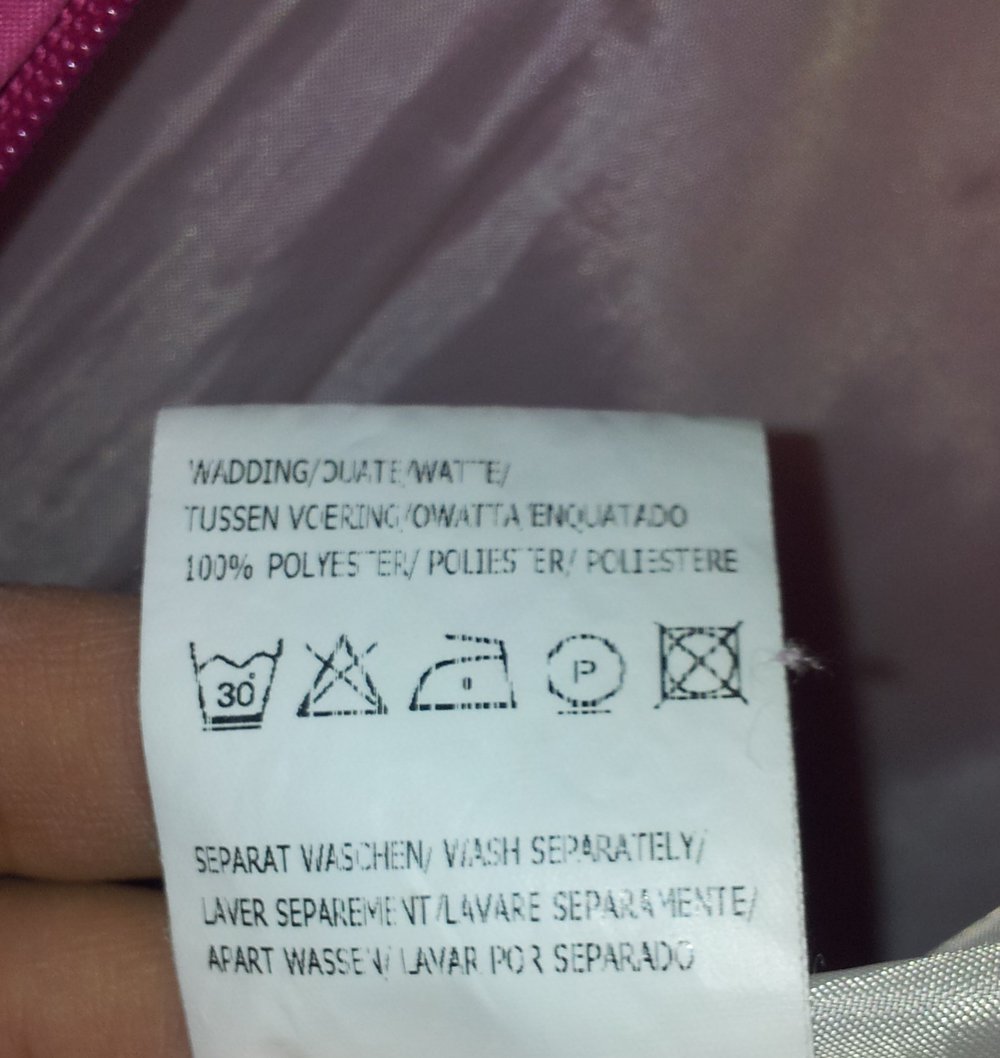 WADDING/OUATE/WATTE/
TUSSEN VOERING/OWATTA/ENQUATADO
100% POLYESTER/ POLIESTER/ POLIESTERE
30°
P
SEPARAT WASCHEN/ WASH SEPARATELY/
LAVER SEPAREMENT/LAVARE SEPARAMENTE/
APART WASSEN/ LAVAR POR SEPARADO